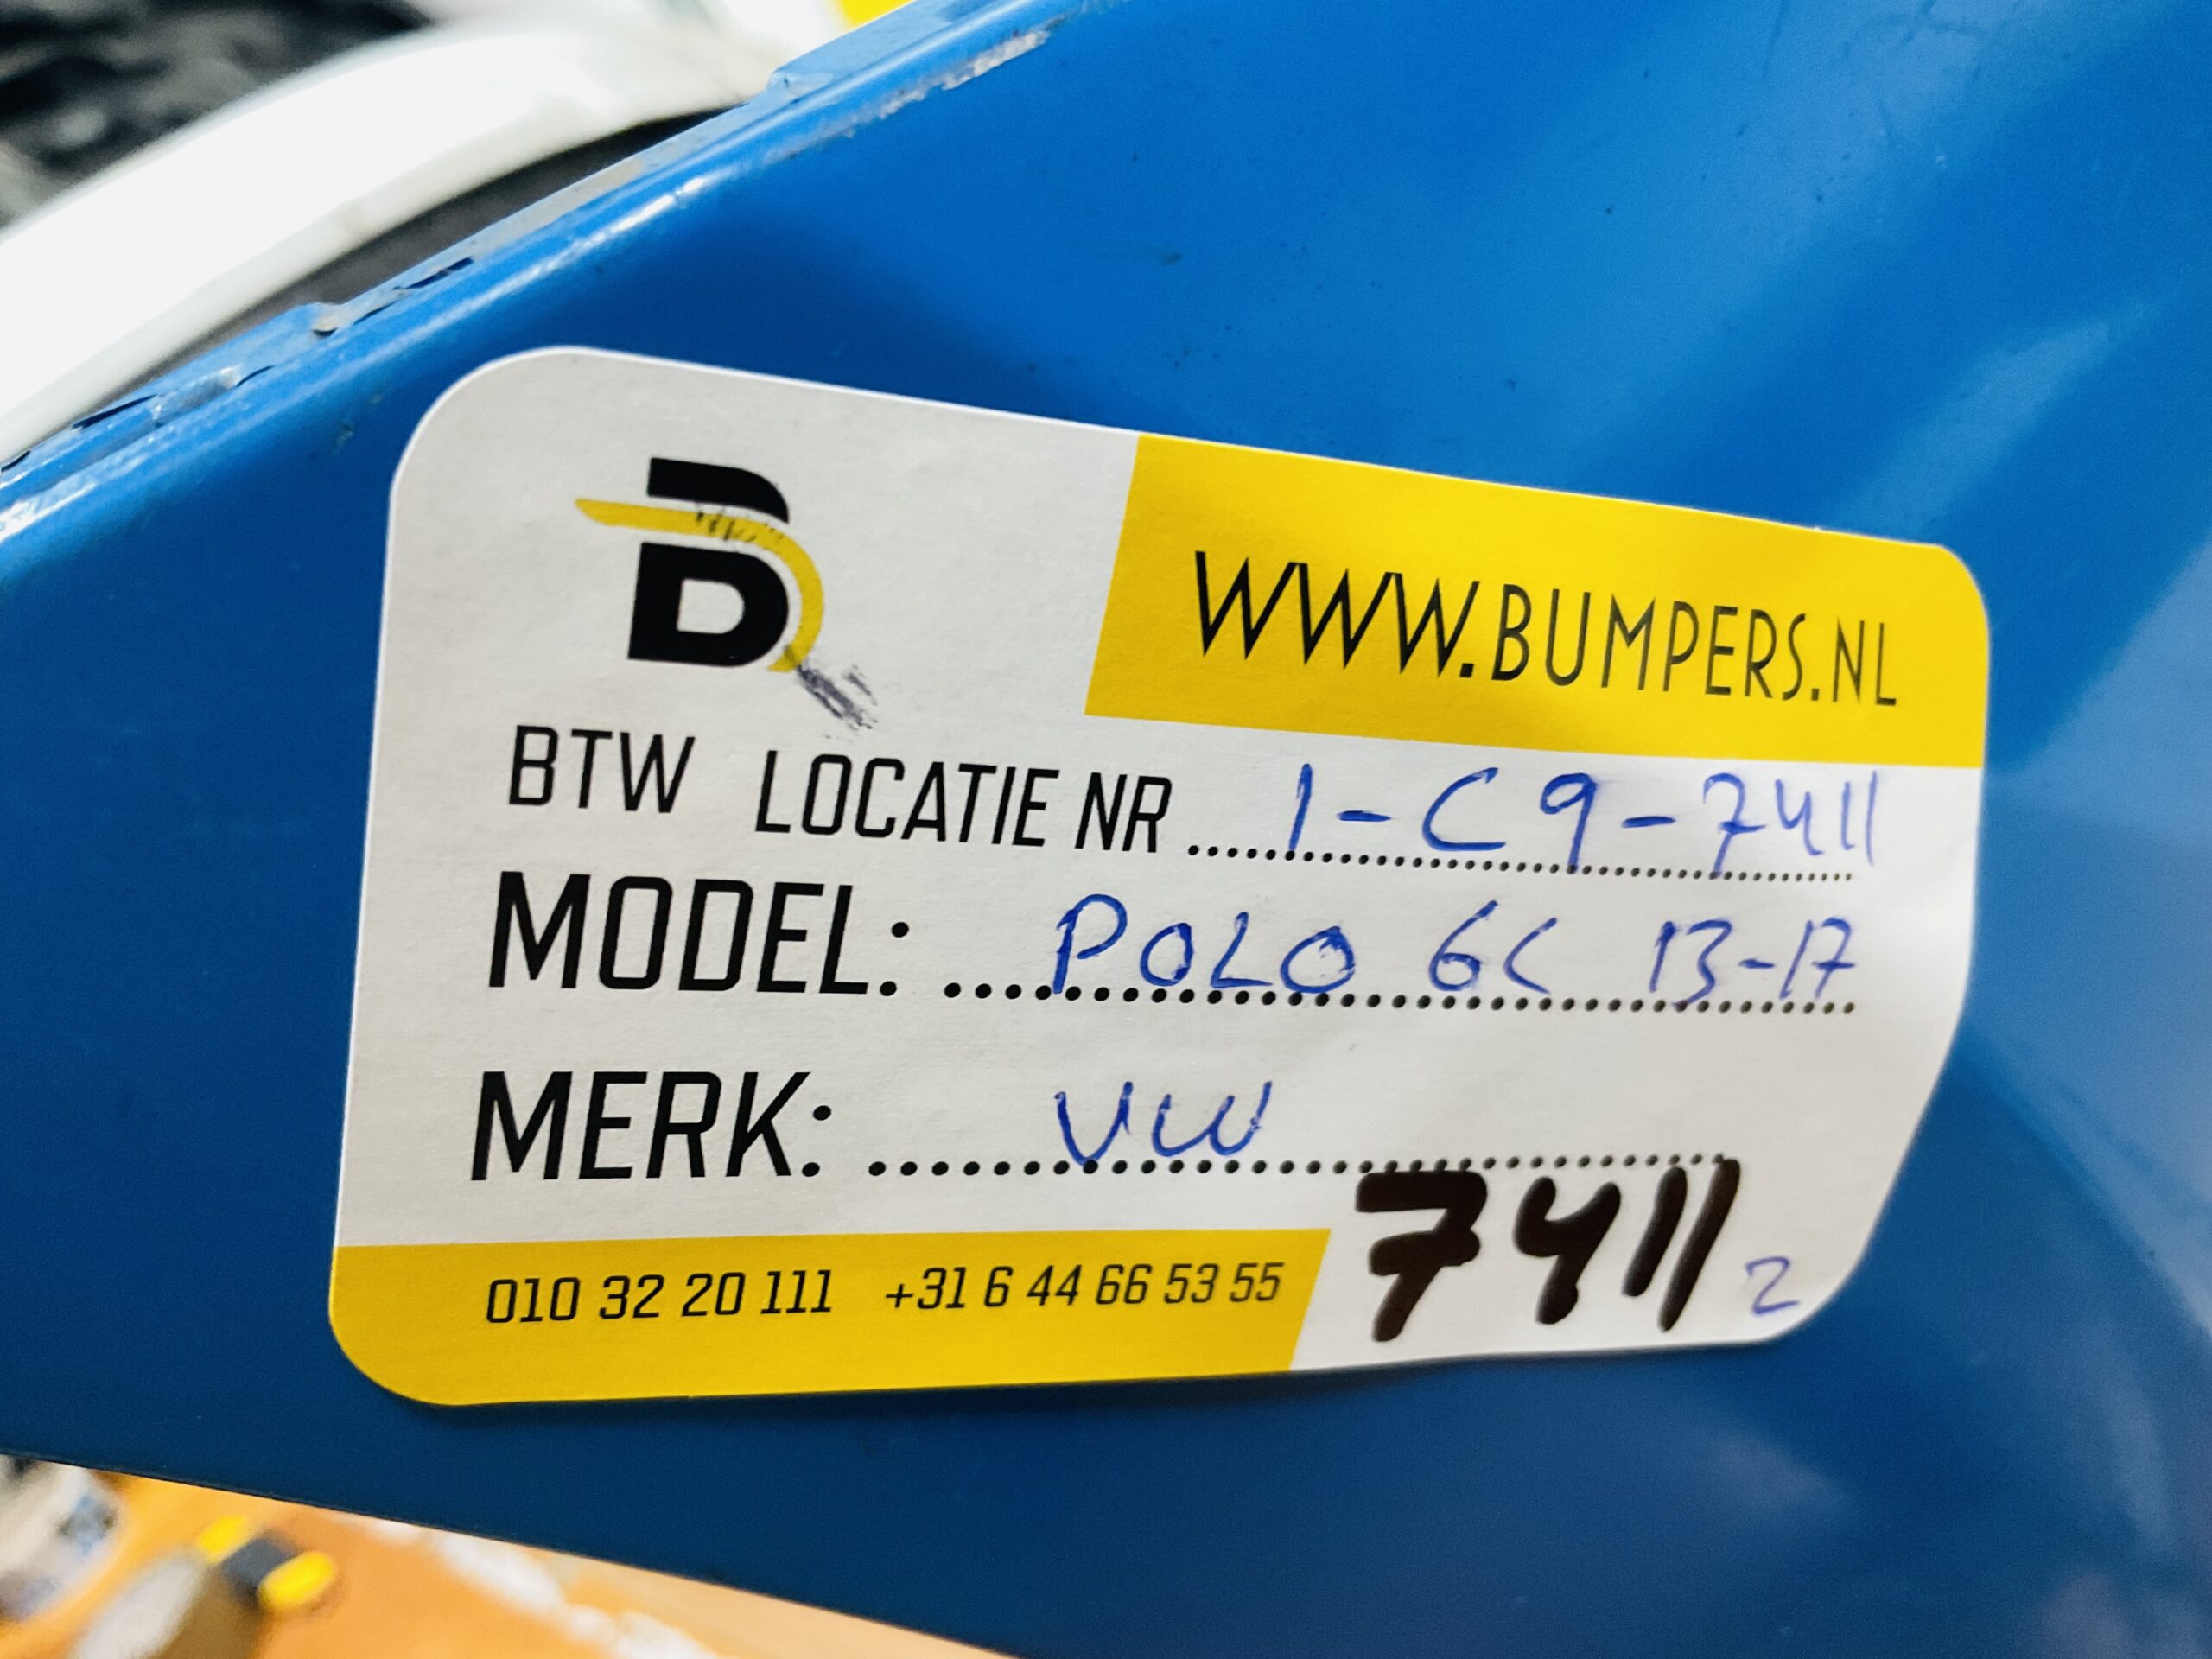 B
WWW.BUMPERS.NL
BTW LOCATIE NR ....1-C9-7411
MODEL: ....POLO 6C 13-17
MERK: ....VW
7411 2
010 32 20 111 +31 6 44 66 53 55